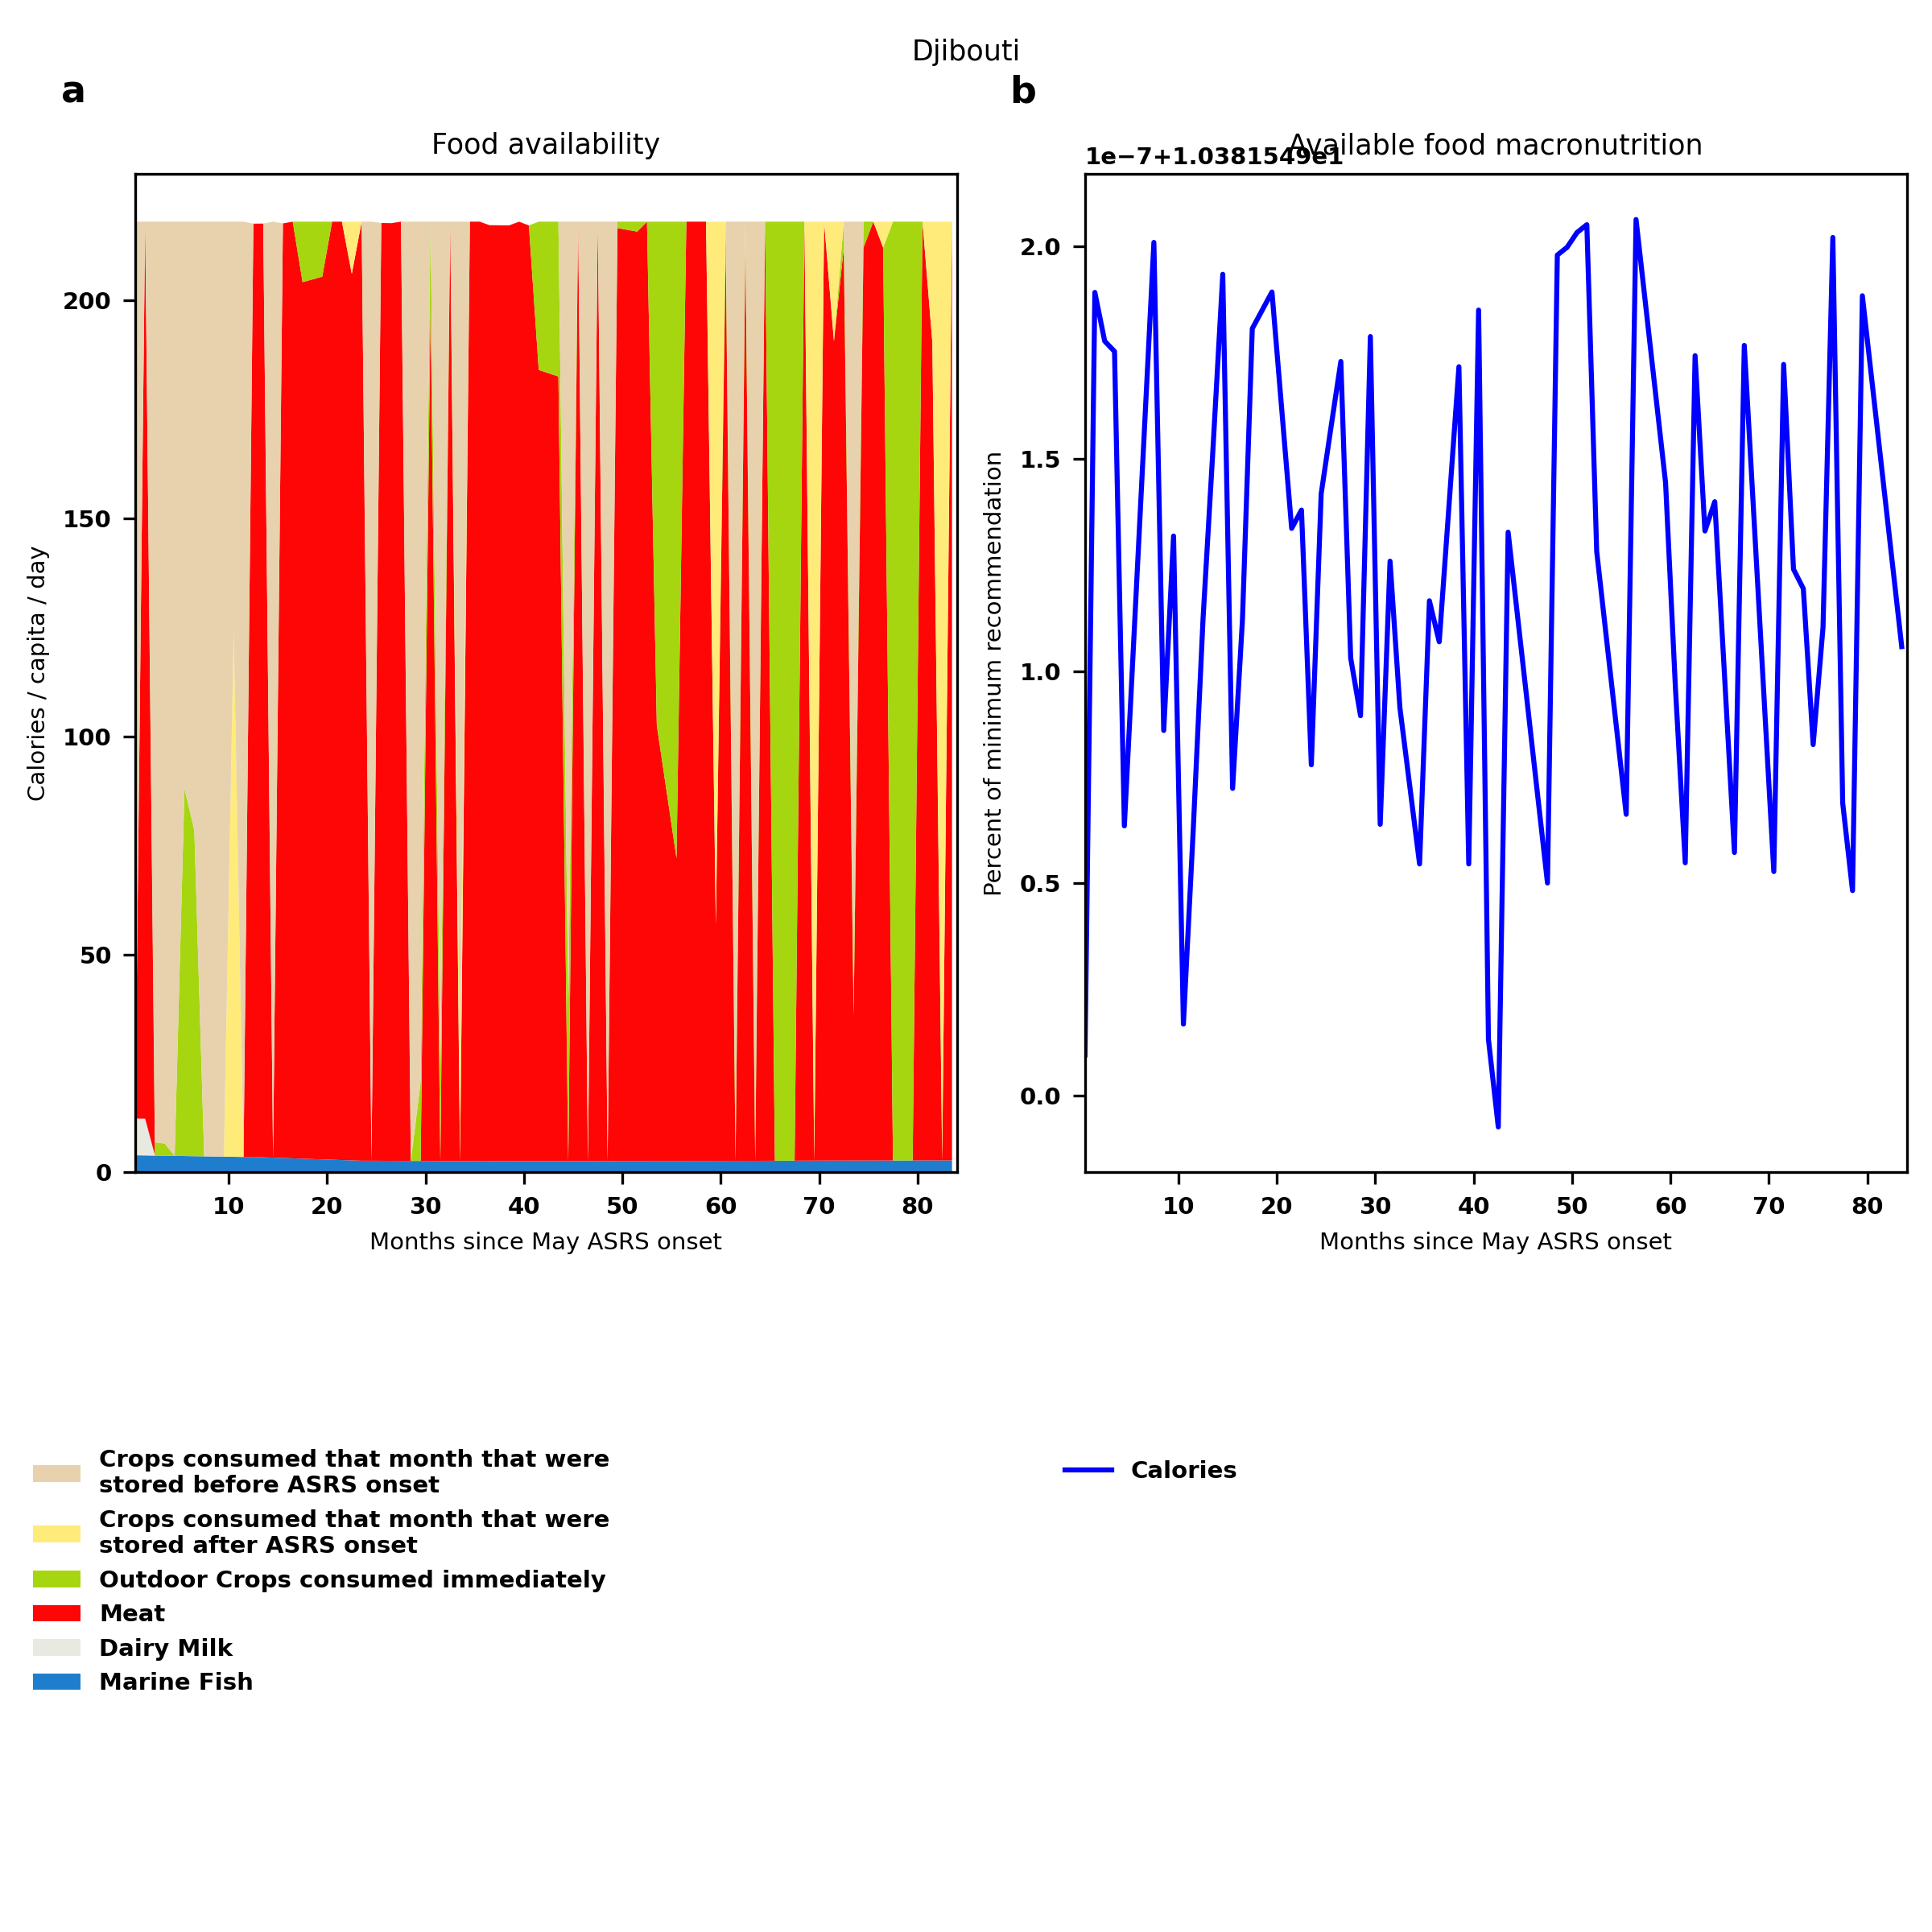 Djibouti
a
Food availability
Calories / capita / day
200
150
100
50
0
10 20 30 40 50 60 70 80
Months since May ASRS onset
b
Available food macronutrition
1e−7+1.0381549e1
Percent of minimum recommendation
2.0
1.5
1.0
0.5
0.0
10 20 30 40 50 60 70 80
Months since May ASRS onset
Crops consumed that month that were
stored before ASRS onset
Crops consumed that month that were
stored after ASRS onset
Outdoor Crops consumed immediately
Meat
Dairy Milk
Marine Fish
Calories